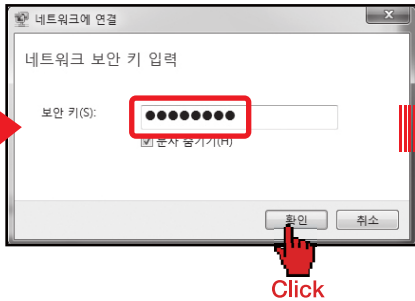 네트워크에 연결
네트워크 보안 키 입력
보안 키(S): ●●●●●●●●
문자 숨기기(H)
확인 취소
Click